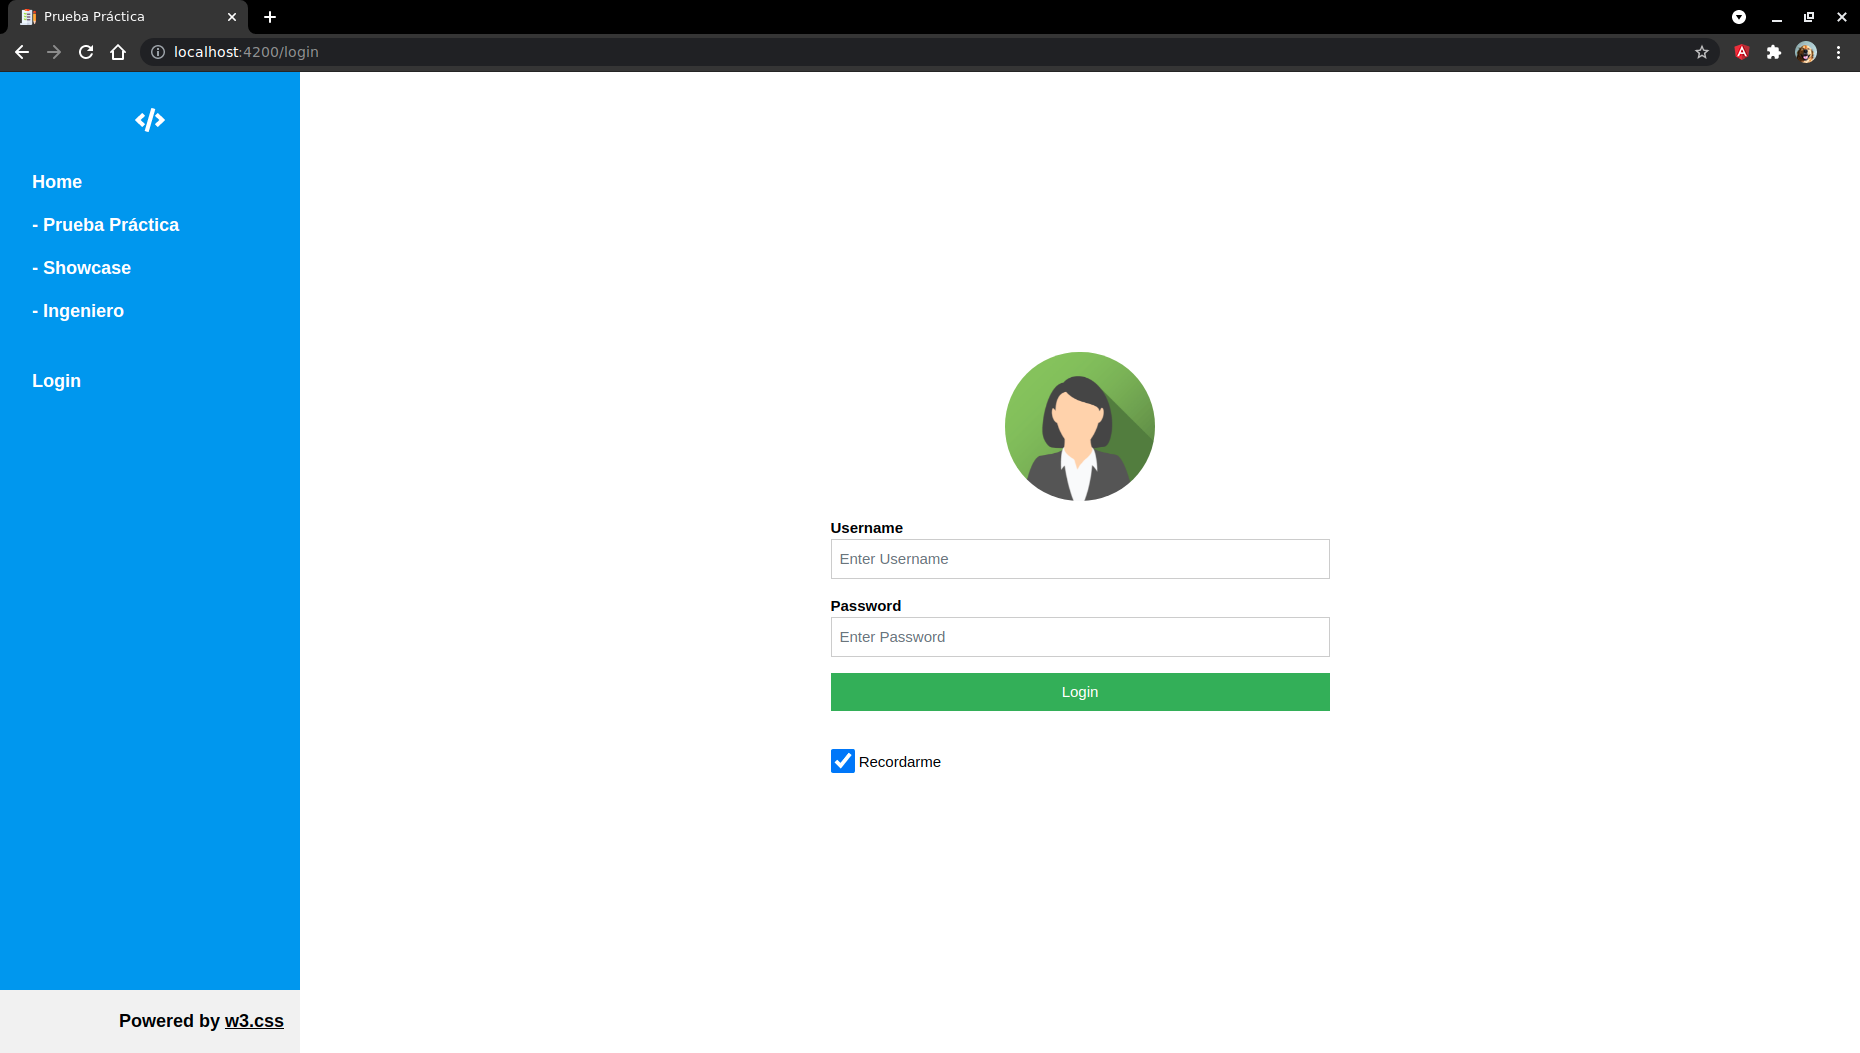 Prueba Práctica
localhost:4200/login
Home
- Prueba Práctica
- Showcase
- Ingeniero
Login
Username
Enter Username
Password
Enter Password
Login
Recordarme
Powered by w3.css